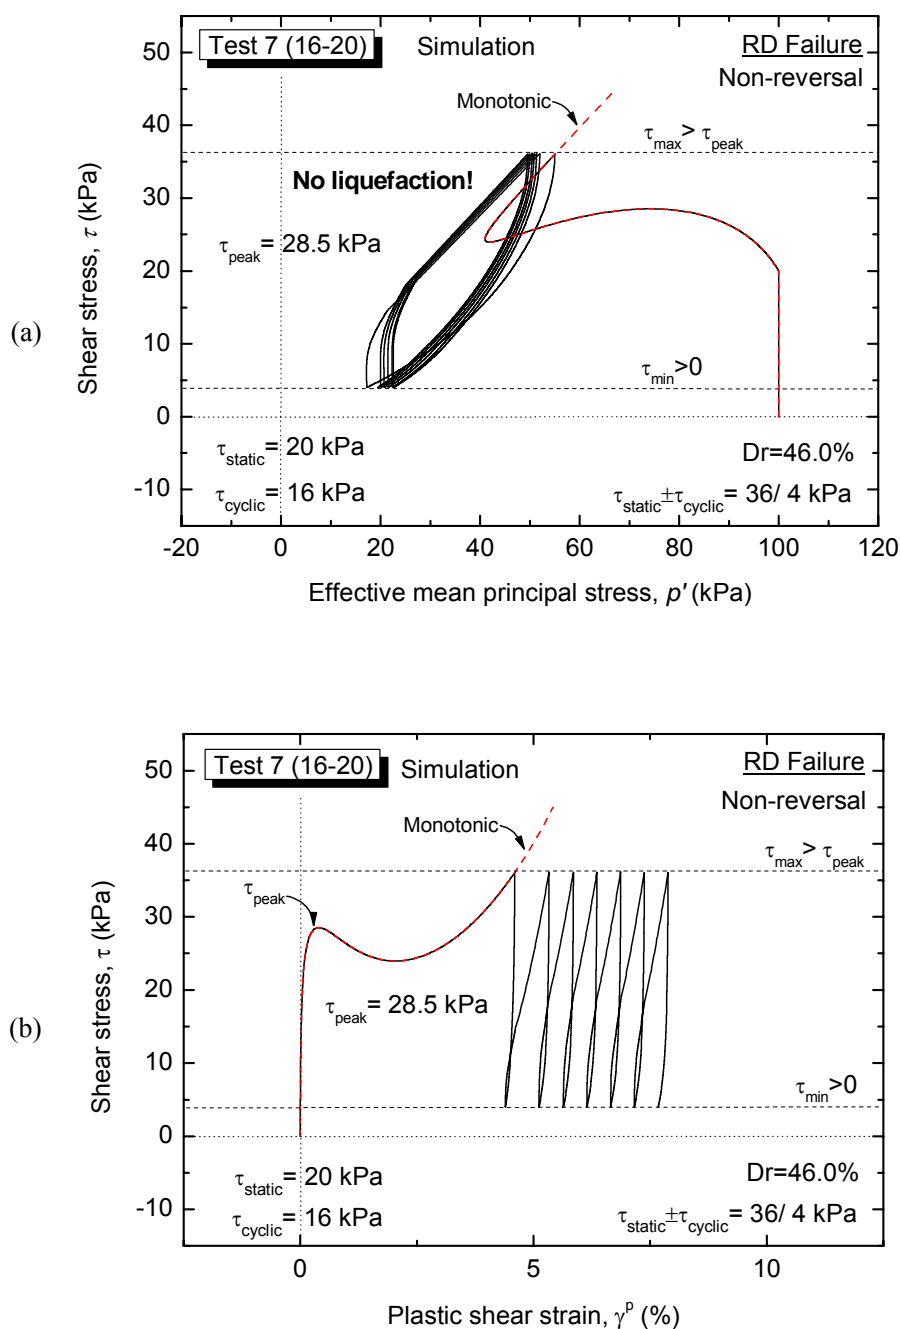 (a)
Test 7 (16-20)
Simulation
RD Failure
Non-reversal
Monotonic
τmax> τpeak
No liquefaction!
τpeak= 28.5 kPa
τmin>0
τstatic= 20 kPa
Dr=46.0%
τcyclic= 16 kPa
τstatic±τcyclic= 36/ 4 kPa
50
40
30
20
10
0
-10
Shear stress, τ (kPa)
-20
0
20
40
60
80
100
120
Effective mean principal stress, p' (kPa)
(b)
Test 7 (16-20)
Simulation
RD Failure
Non-reversal
Monotonic
τmax> τpeak
τpeak
τpeak= 28.5 kPa
τmin>0
τstatic= 20 kPa
Dr=46.0%
τcyclic= 16 kPa
τstatic±τcyclic= 36/ 4 kPa
50
40
30
20
10
0
-10
Shear stress, τ (kPa)
0
5
10
Plastic shear strain, γp (%)